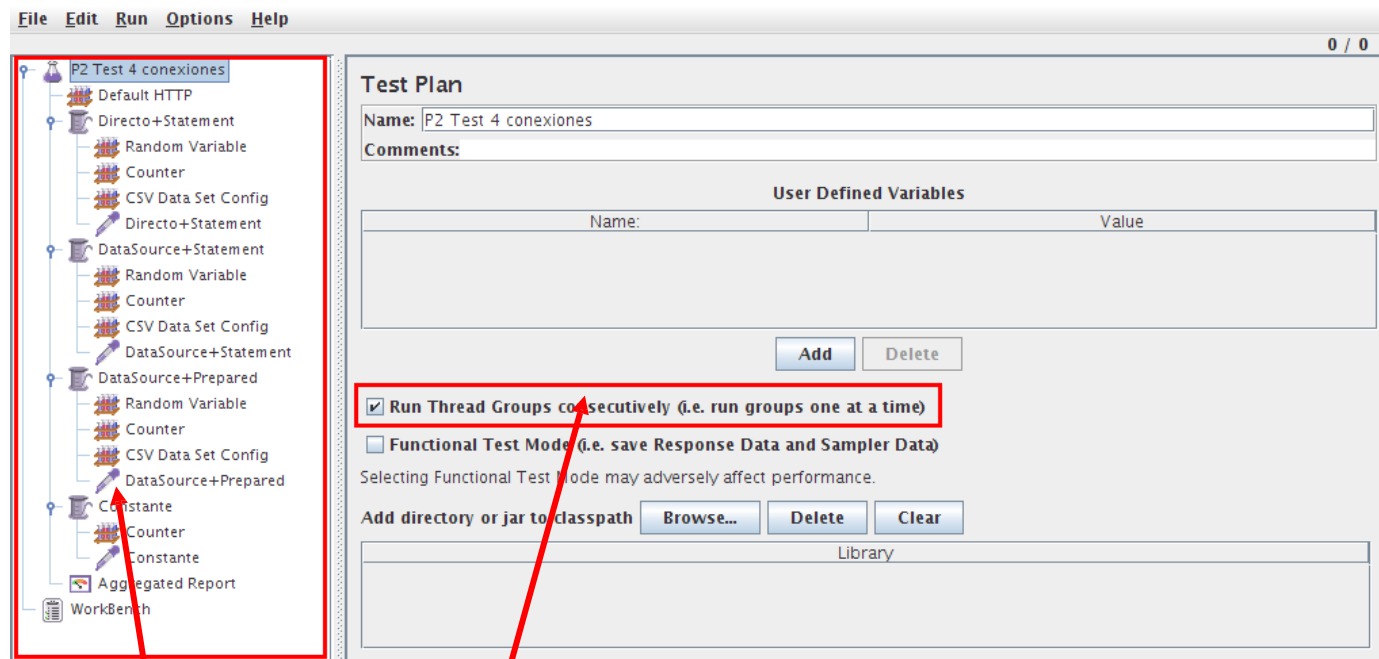 File Edit Run Options Help
0 / 0
P2 Test 4 conexiones
Default HTTP
Directo+Statement
Random Variable
Counter
CSV Data Set Config
Directo+Statement
DataSource+Statement
Random Variable
Counter
CSV Data Set Config
DataSource+Statement
DataSource+Prepared
Random Variable
Counter
CSV Data Set Config
DataSource+Prepared
Constante
Counter
Constante
Aggregated Report
WorkBench
Test Plan
Name: P2 Test 4 conexiones
Comments:
User Defined Variables
Name: Value
Add Delete
Run Thread Groups consecutively (i.e. run groups one at a time)
Functional Test Mode (i.e. save Response Data and Sampler Data)
Selecting Functional Test Mode may adversely affect performance.
Add directory or jar to classpath Browse... Delete Clear
Library